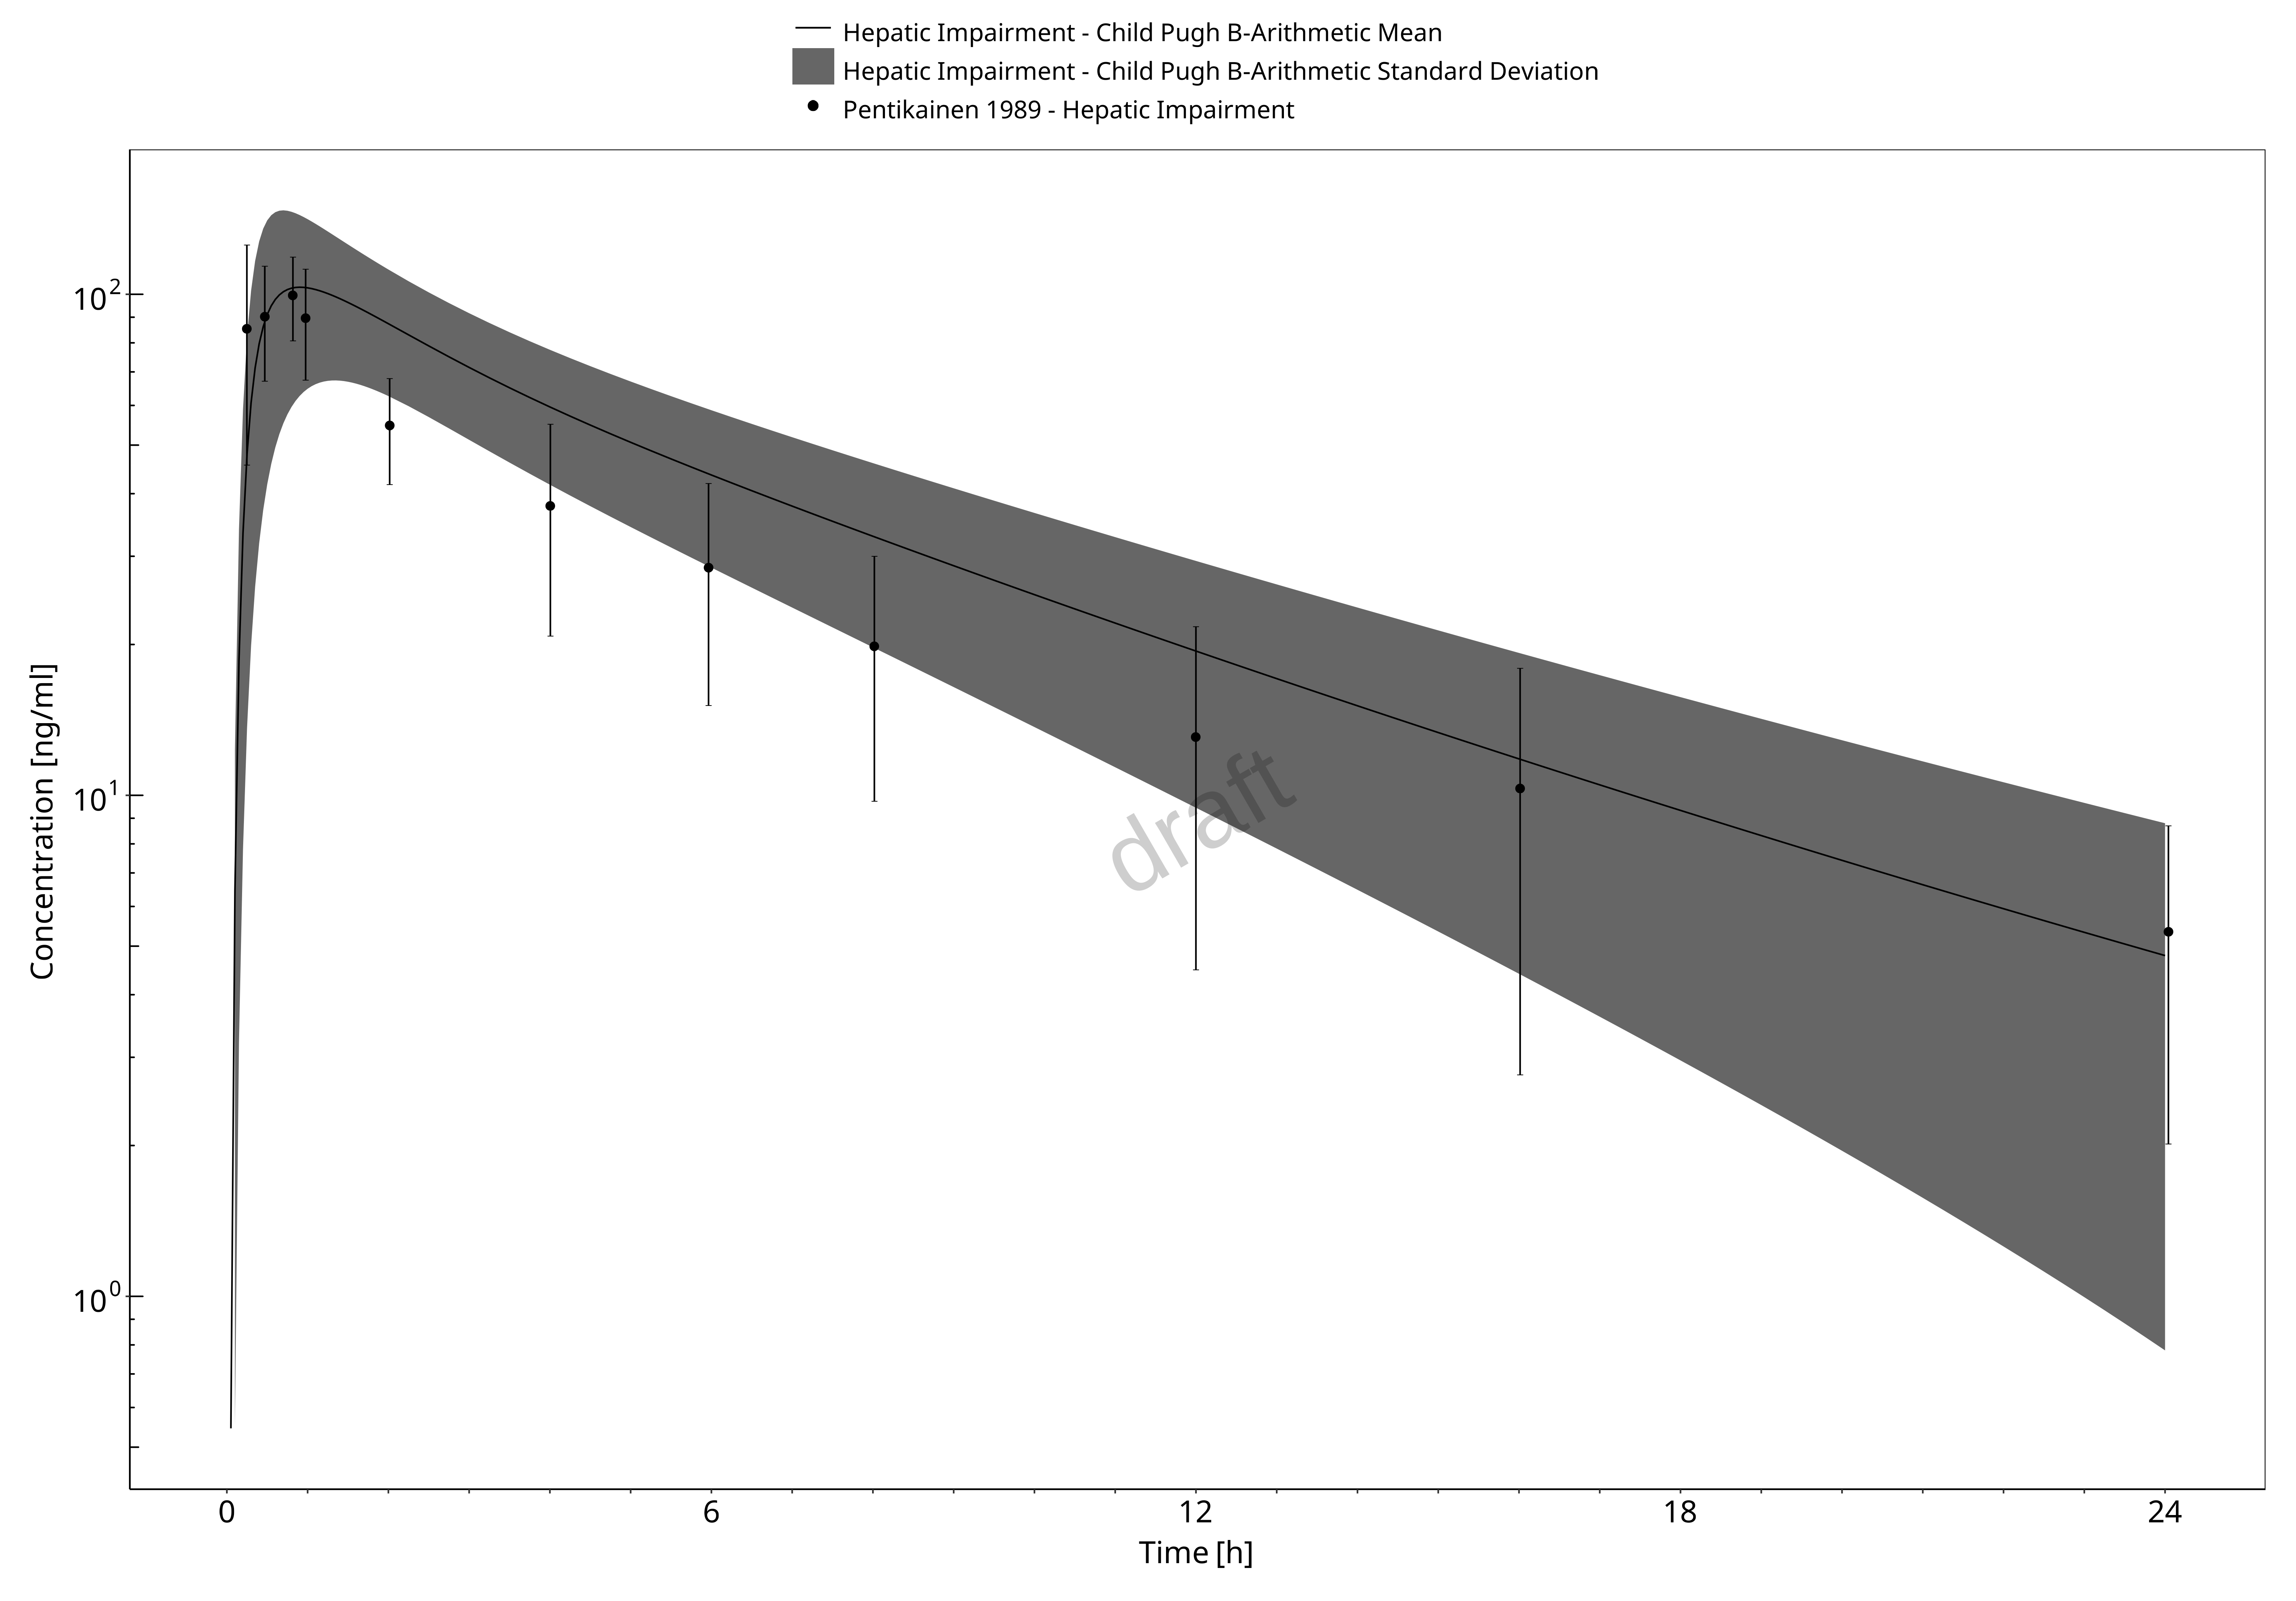 Hepatic Impairment - Child Pugh B-Arithmetic Mean
Hepatic Impairment - Child Pugh B-Arithmetic Standard Deviation
Pentikainen 1989 - Hepatic Impairment
10²
10¹
10⁰
Concentration [ng/ml]
draft
0 6 12 18 24
Time [h]